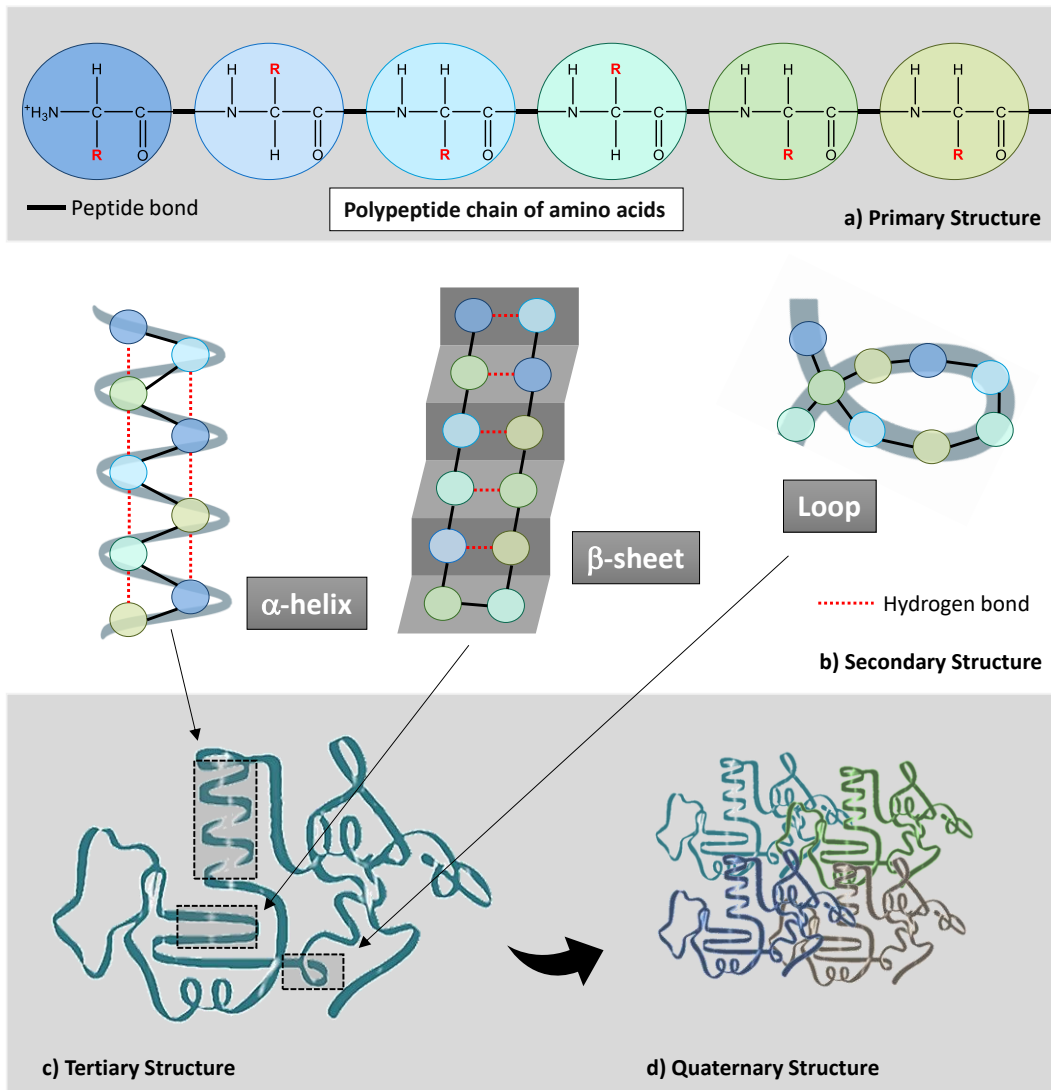 H R H R H H
+H3N C C N C C N C C N C C N C C N C C
R O H O R O H O R O R O
Peptide bond
Polypeptide chain of amino acids
a) Primary Structure
α-helix
β-sheet
Loop
Hydrogen bond
b) Secondary Structure
c) Tertiary Structure
d) Quaternary Structure